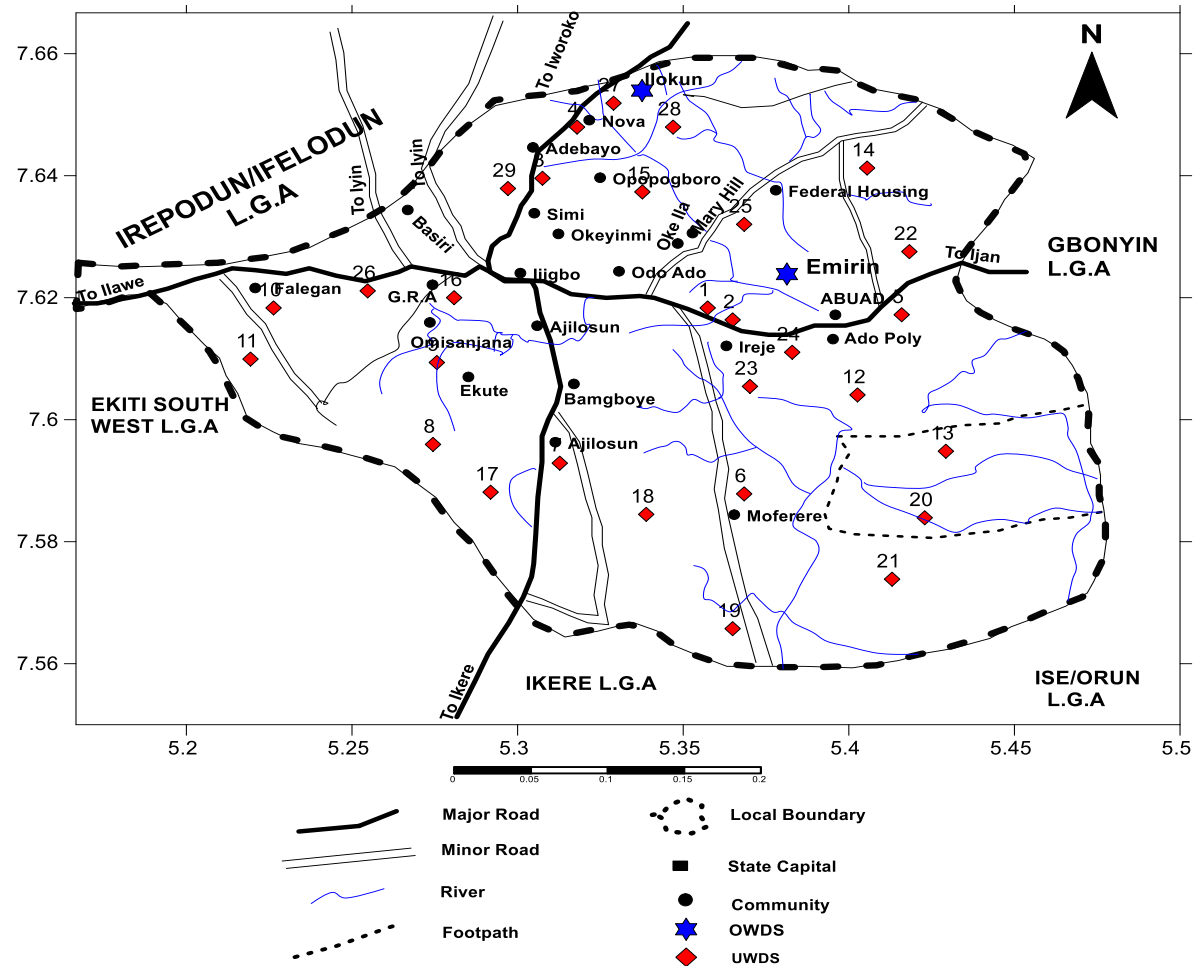 N
7.66
7.64
7.62
7.6
7.58
7.56
To Iworoko
Ilokun
27
4
Nova
28
Adebayo
To Iyin
To Iyin
IREPODUN/IFELODUN
L.G.A
29
3
Opopogboro
15
14
Federal Housing
Basiri
Simi
Okeyinmi
Oke Ila
Mary Hill
25
22
To Ijan
GBONYIN
L.G.A
Odo Ado
Emirin
To Ilawe
10
Falegan
26
G.R.A
16
Ijigbo
1
2
ABUAD
5
Ajilosun
Omisanjana
9
Ireje
24
Ado Poly
11
Ekute
Bamgboye
23
12
EKITI SOUTH
WEST L.G.A
8
Ajilosun
7
13
17
18
6
Moferere
20
21
19
To Ikere
IKERE L.G.A
ISE/ORUN
L.G.A
5.2
5.25
5.3
5.35
5.4
5.45
5.5
0
0.05
0.1
0.15
0.2
Major Road
Minor Road
River
Footpath
Local Boundary
State Capital
Community
OWDS
UWDS